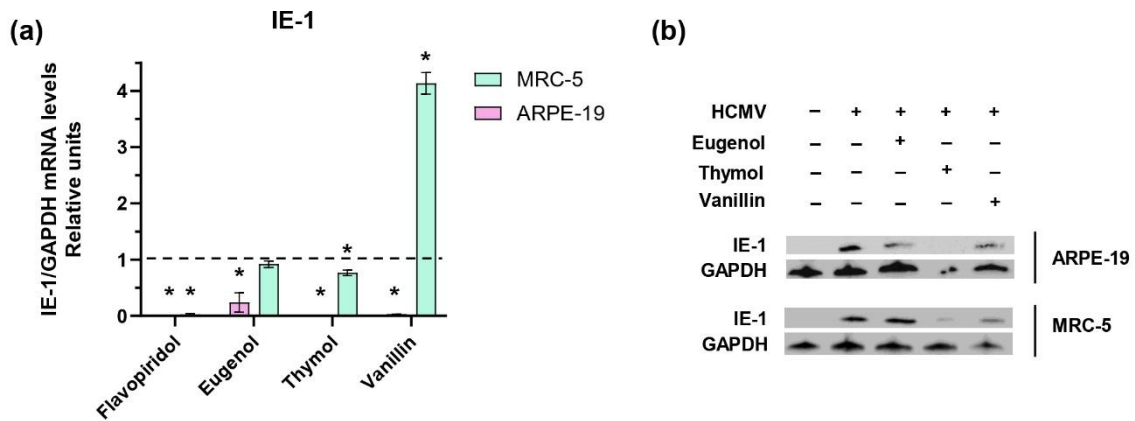 (a)
IE-1
IE-1/GAPDH mRNA levels
Relative units
4
3
2
1
0
* * * * * * *
Flavopiridol
Eugenol
Thymol
Vanillin
MRC-5
ARPE-19
(b)
HCMV – + + + +
Eugenol – – + – –
Thymol – – – + –
Vanillin – – – – +
IE-1
GAPDH
ARPE-19
IE-1
GAPDH
MRC-5